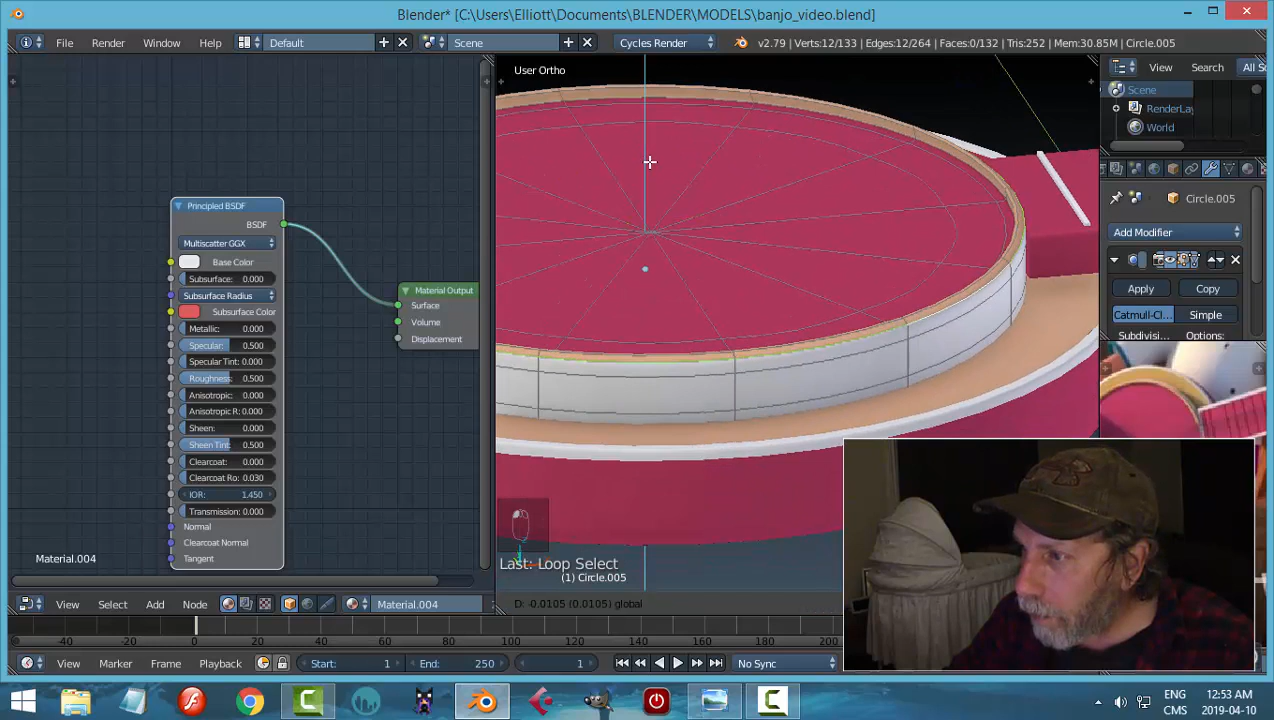 Blender* [C:\Users\Elliott\Documents\BLENDER\MODELS\banjo_video.blend]
File Render Window Help Default Scene Cycles Render v2.79 | Verts:12/133 | Edges:12/264 | Faces:0/132 | Tris:252 | Mem:30.85M | Circle.005
User Ortho
View Search All S
Scene
RenderLay
World
Circle.005
Add Modifier
Apply Copy
Catmull-Cl... Simple
Subdivisi... Options:
Principled BSDF
BSDF
Multiscatter GGX
Base Color
Subsurface: 0.000
Subsurface Radius
Subsurface Color
Metallic: 0.000
Specular: 0.500
Specular Tint: 0.000
Roughness: 0.500
Anisotropic: 0.000
Anisotropic R: 0.000
Sheen: 0.000
Sheen Tint: 0.500
Clearcoat: 0.000
Clearcoat Ro: 0.030
IOR: 1.450
Transmission: 0.000
Normal
Clearcoat Normal
Tangent
Material Output
Surface
Volume
Displacement
Material.004
Last: Loop Select
(1) Circle.005
D: -0.0105 (0.0105) global
View Select Add Node Material.004
-40 -20 0 20 40 60 80 100 120 140 160 180 200
View Marker Frame Playback Start: 1 End: 250 1 No Sync
ENG
CMS
12:53 AM
2019-04-10